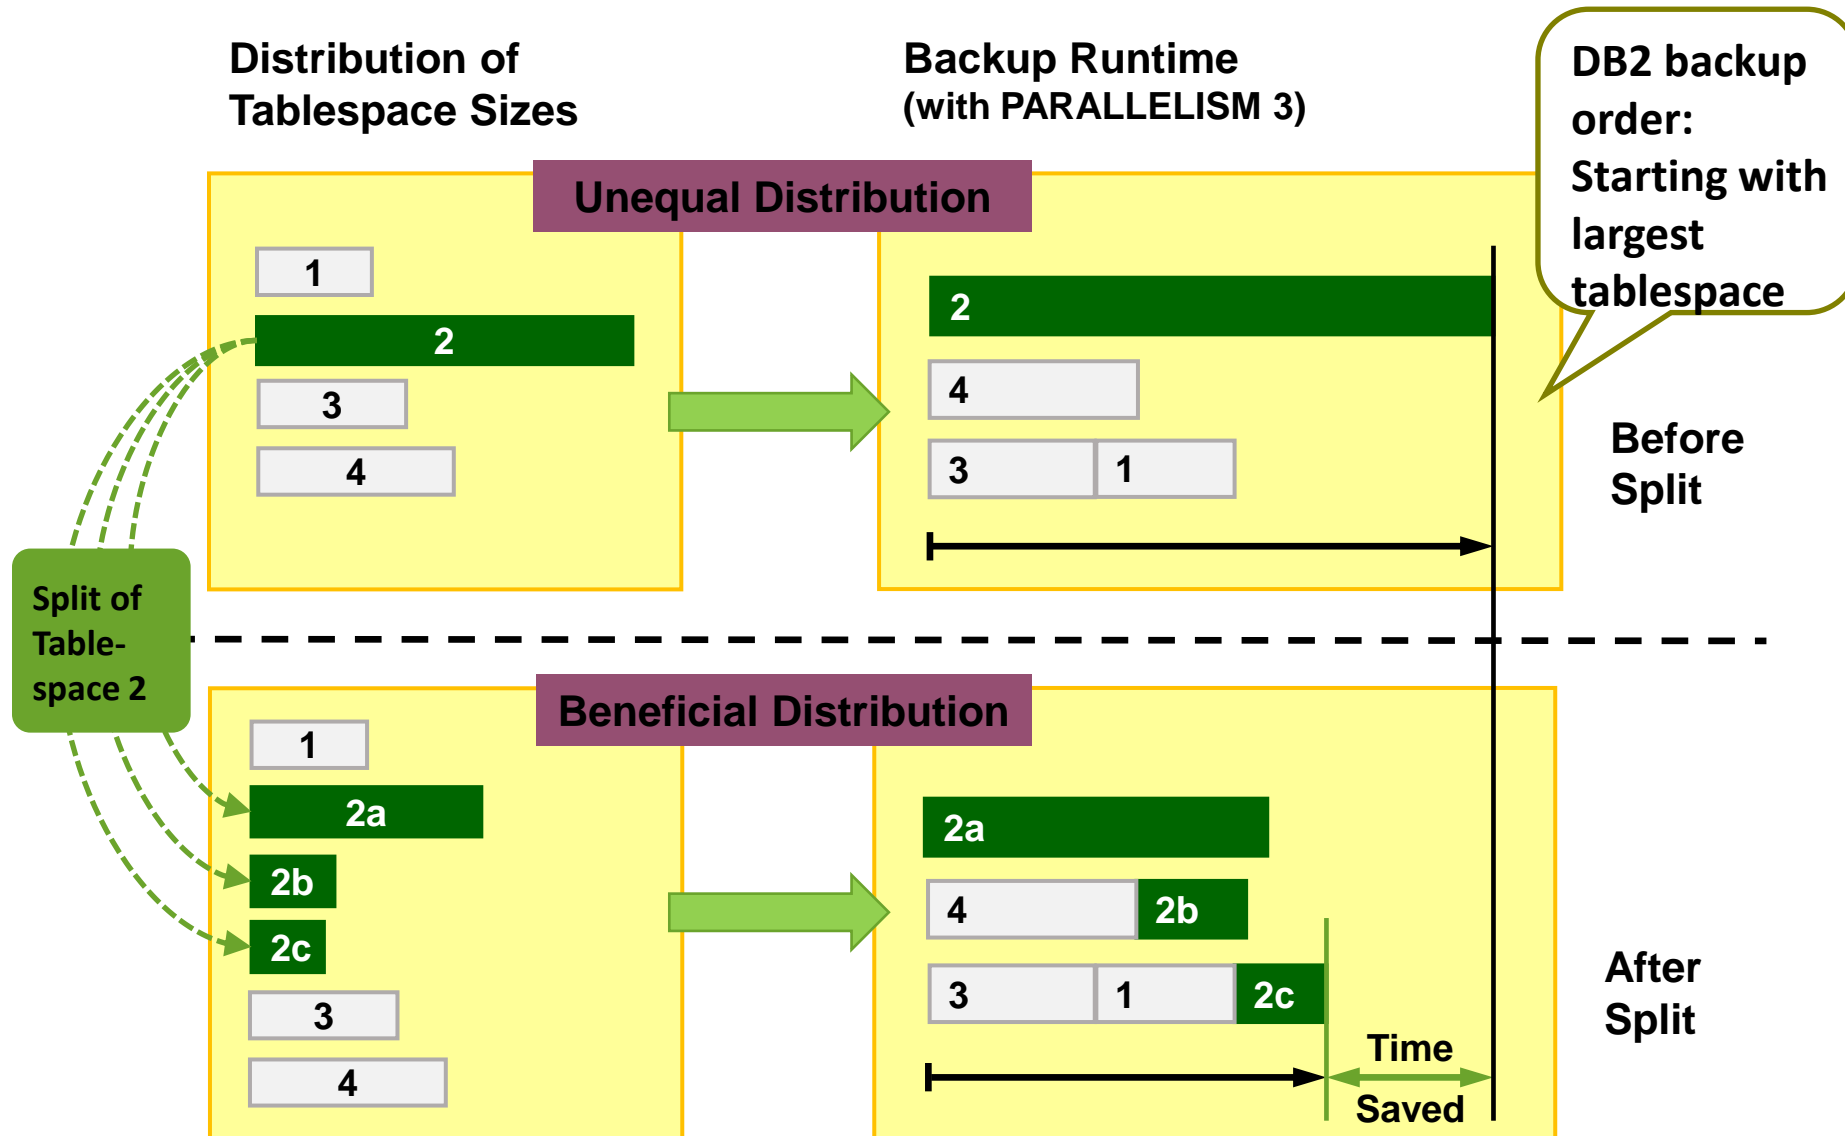 Distribution of
Tablespace Sizes
Backup Runtime
(with PARALLELISM 3)
DB2 backup
order:
Starting with
largest
tablespace
Unequal Distribution
1
2
3
4
2
4
3
1
Before
Split
Split of
Table-
space 2
Beneficial Distribution
1
2a
2b
2c
3
4
2a
4
2b
3
1
2c
Time
Saved
After
Split